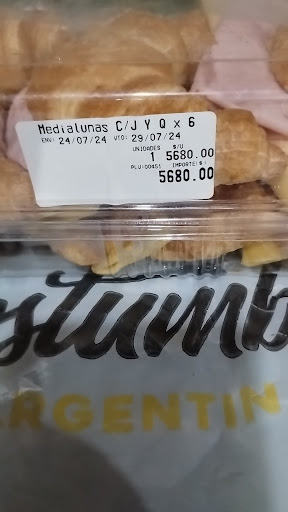 Medialunas C/J Y Q x 6
ENV: 24/07/24 VTO: 29/07/24
UNIDADES $/U
1 5680.00
PLU:00451 IMPORTE:$:
5680.00
stumb
RGENTIN